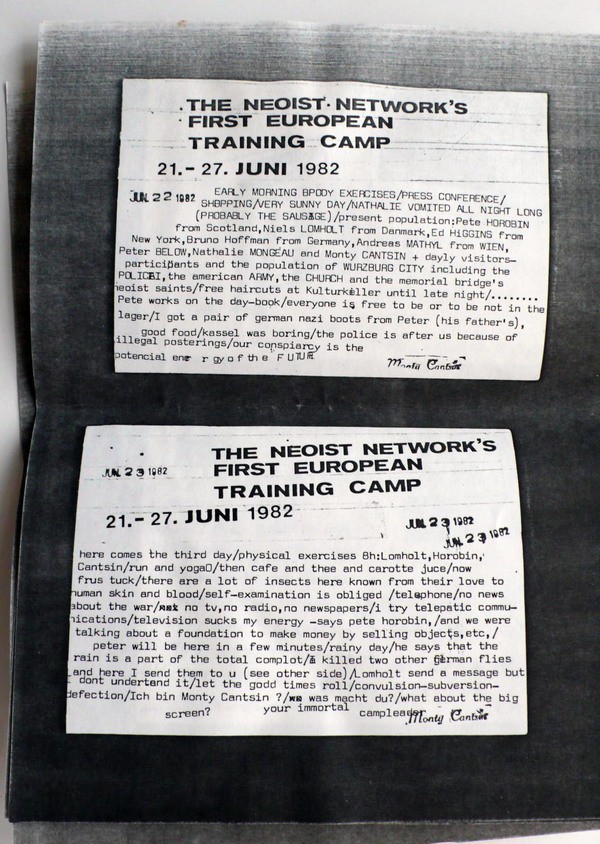 .THE NEOIST NETWORK'S
FIRST EUROPEAN
TRAINING CAMP
21.- 27. JUNI 1982
JUN 22 1982 EARLY MORNING BPODY EXERCISES/PRESS CONFERENCE/
SHOPPING/VERY SUNNY DAY/NATHALIE VOMITED ALL NIGHT LONG
(PROBABLY THE SAUSAGE)/present population:Pete HOROBIN
from Scotland,Niels LOMHOLT from Danmark,Ed HiGGINS from
New York,Bruno Hoffman from Germany,Andreas MATHYL from WIEN,
Peter BELOW,Nathalie MONGEAU and Monty CANTSIN + dayly visitors-
participants and the population of WURZBURG CITY including the
POLICEI,the american ARMY,the CHURCH and the memorial bridge's
neoist saints/free haircuts at Kulturkeller until late night/........
Pete works on the day-book/everyone is free to be or to be not in the
lager/I got a pair of german nazi boots from Peter (his father's),
good food/kassel was boring/the police is after us because of
illegal posterings/our conspiarcy is the
potencial ene rgy of the FUTURE
Monty Cantsin
THE NEOIST NETWORK'S
JUN 23 1982
FIRST EUROPEAN
TRAINING CAMP
21.- 27. JUNI 1982
JUN 23 1982
JUN 23 1982
here comes the third day/physical exercises 8h:Lomholt,Horobin,
Cantsin/run and yoga/then cafe and thee and carotte juce/now
frus tuck/there are a lot of insects here known from their love to
human skin and blood/self-examination is obliged /telephone/no news
about the war/ no tv,no radio,no newspapers/i try telepatic commu-
nications/television sucks my energy -says pete horobin,/and we were
talking about a foundation to make money by selling objects,etc,/
peter will be here in a few minutes/rainy day/he says that the
rain is a part of the total complot/I killed two other german flies
and here I send them to u (see other side)/Lomholt send a message but
dont undertand it/let the godd times roll/convulsion-subversion-
defection/Ich bin Monty Cantsin ?/ was macht du?/what about the big
screen? your immortal campleader
Monty Cantsin